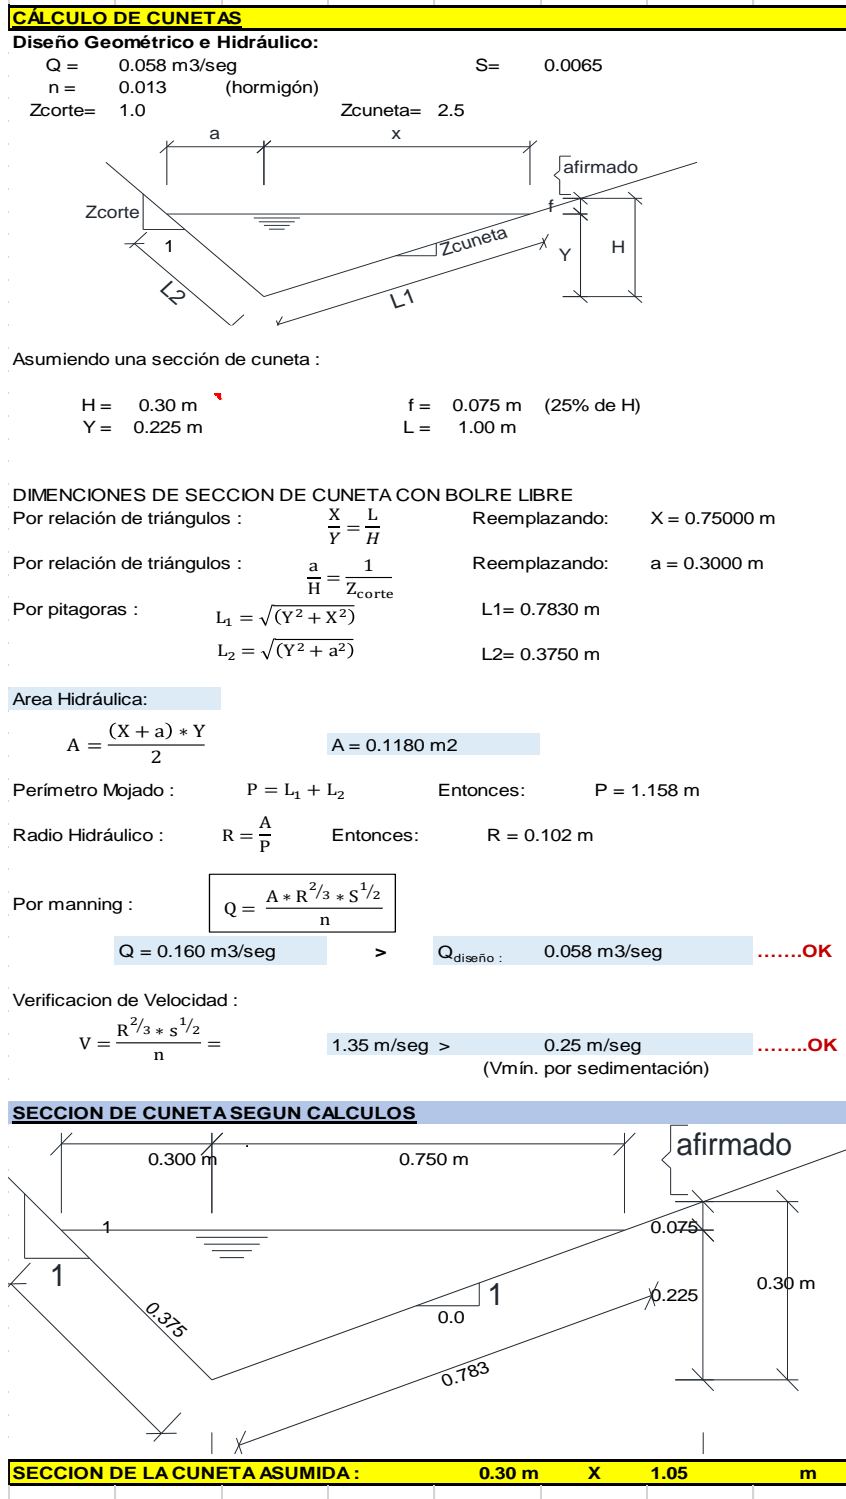 CÁLCULO DE CUNETAS
Diseño Geométrico e Hidráulico:
Q = 0.058 m3/seg S= 0.0065
n = 0.013 (hormigón)
Zcorte= 1.0 Zcuneta= 2.5
a x
afirmado
Zcorte f
1 Zcuneta Y H
L2 L1
Asumiendo una sección de cuneta :
H = 0.30 m f = 0.075 m (25% de H)
Y = 0.225 m L = 1.00 m
DIMENCIONES DE SECCION DE CUNETA CON BOLRE LIBRE
Por relación de triángulos : X/Y = L/H Reemplazando: X = 0.75000 m
Por relación de triángulos : a/H = 1/Zcorte Reemplazando: a = 0.3000 m
Por pitagoras : L₁ = √(Y² + X²) L1= 0.7830 m
L₂ = √(Y² + a²) L2= 0.3750 m
Area Hidráulica:
A = (X + a) * Y / 2 A = 0.1180 m2
Perímetro Mojado : P = L₁ + L₂ Entonces: P = 1.158 m
Radio Hidráulico : R = A/P Entonces: R = 0.102 m
Por manning : Q = A * R^2/3 * S^1/2 / n
Q = 0.160 m3/seg > Qdiseño : 0.058 m3/seg …….OK
Verificacion de Velocidad :
V = R^2/3 * s^1/2 / n = 1.35 m/seg > 0.25 m/seg ……..OK
(Vmín. por sedimentación)
SECCION DE CUNETA SEGUN CALCULOS
afirmado
0.300 m 0.750 m
1 0.075
1 1 0.225 0.30 m
0.375 0.0
0.783
SECCION DE LA CUNETA ASUMIDA : 0.30 m X 1.05 m